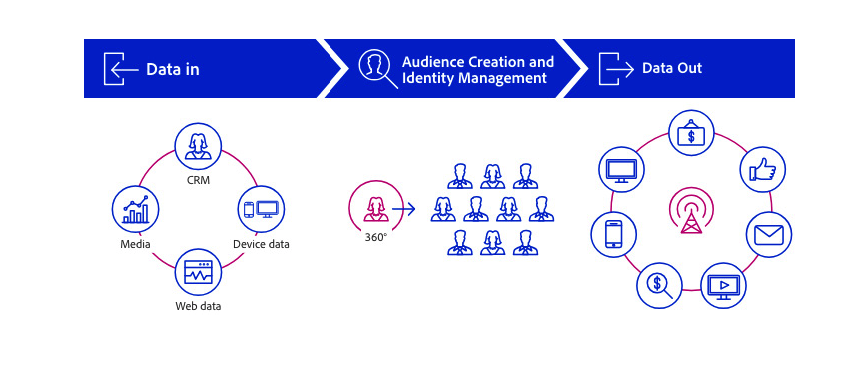 Data in
Audience Creation and
Identity Management
Data Out
CRM
Media
Device data
Web data
360°
$
$